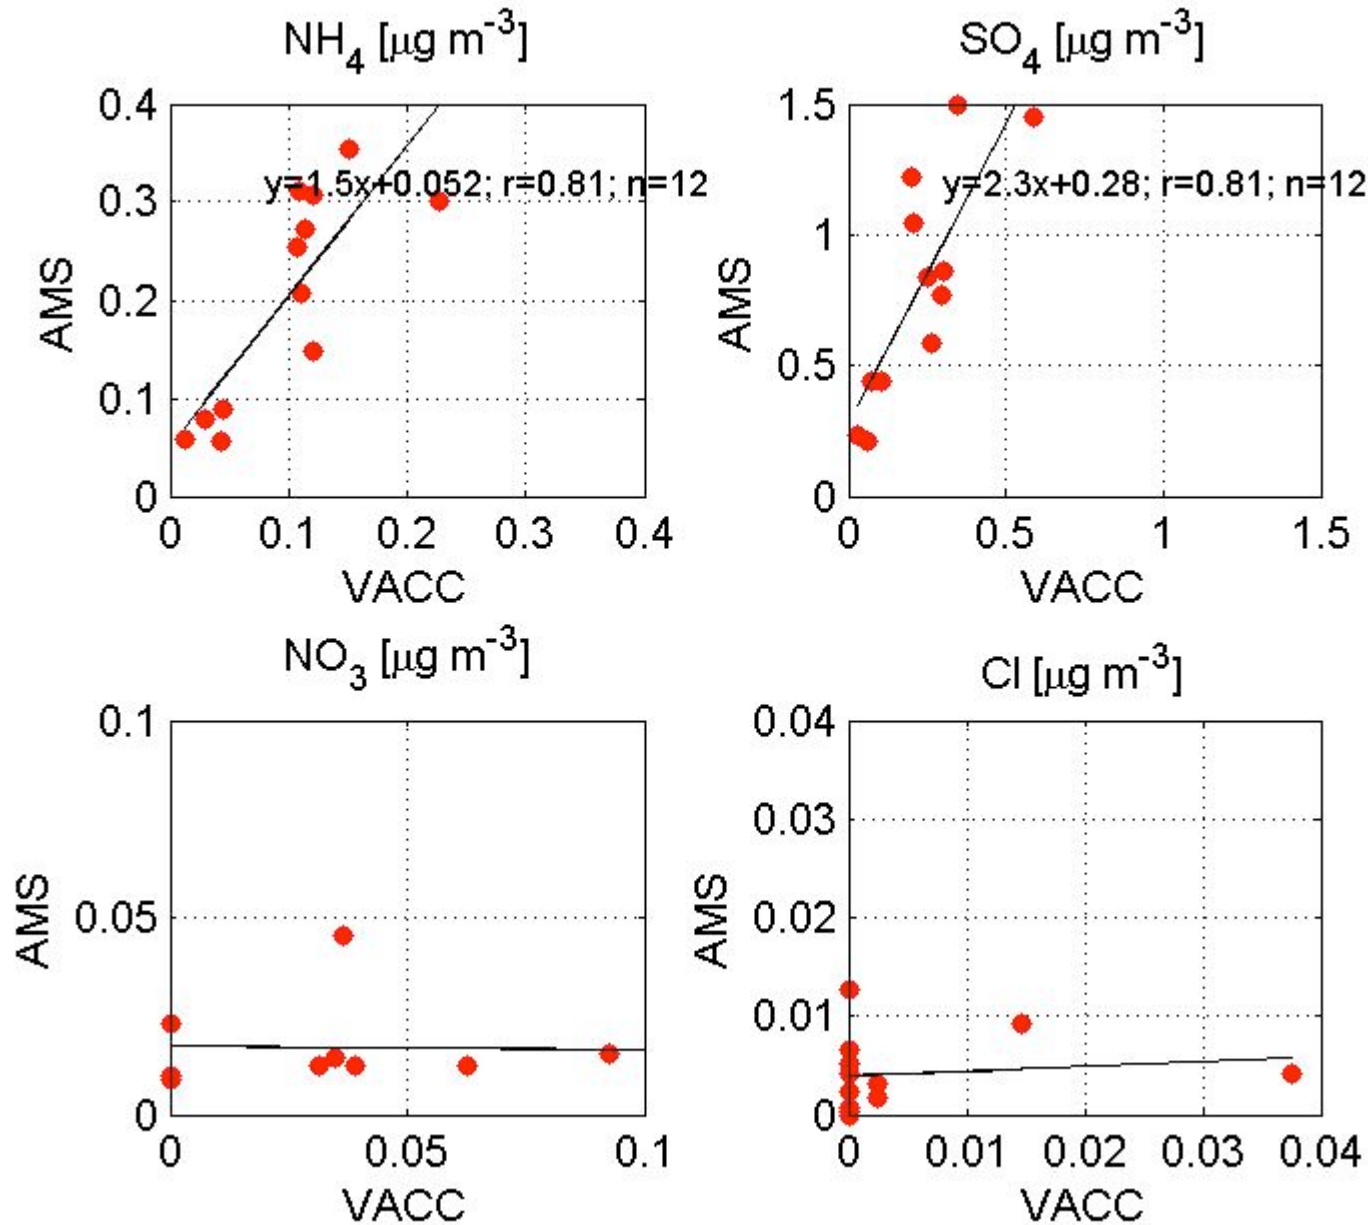 NH4 [μg m-3]
0.4
0.3
0.2
0.1
0
AMS
y=1.5x+0.052; r=0.81; n=12
0 0.1 0.2 0.3 0.4
VACC
SO4 [μg m-3]
1.5
1
0.5
0
AMS
y=2.3x+0.28; r=0.81; n=12
0 0.5 1 1.5
VACC
NO3 [μg m-3]
0.1
0.05
0
AMS
0 0.05 0.1
VACC
Cl [μg m-3]
0.04
0.03
0.02
0.01
0
AMS
0 0.01 0.02 0.03 0.04
VACC